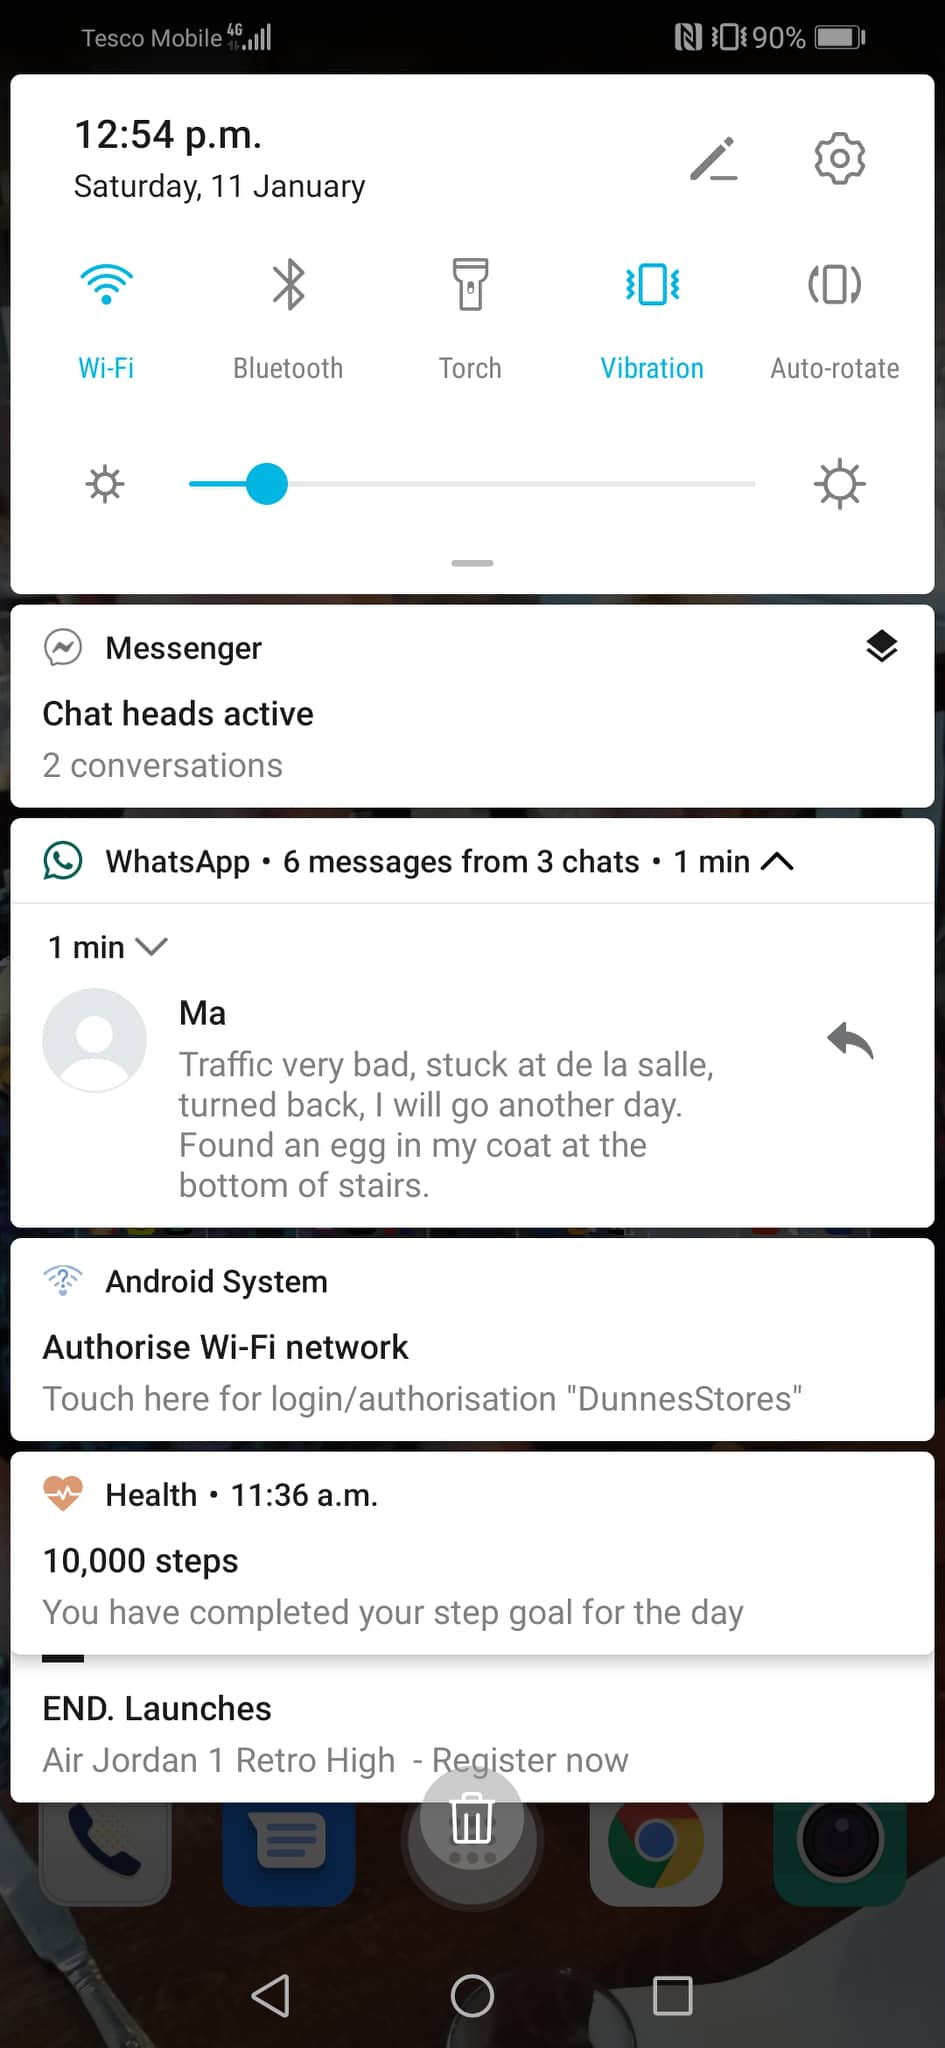 Tesco Mobile 4G 90%
12:54 p.m.
Saturday, 11 January
Wi-Fi Bluetooth Torch Vibration Auto-rotate
Messenger
Chat heads active
2 conversations
WhatsApp • 6 messages from 3 chats • 1 min
1 min
Ma
Traffic very bad, stuck at de la salle,
turned back, I will go another day.
Found an egg in my coat at the
bottom of stairs.
Android System
Authorise Wi-Fi network
Touch here for login/authorisation "DunnesStores"
Health • 11:36 a.m.
10,000 steps
You have completed your step goal for the day
END. Launches
Air Jordan 1 Retro High - Register now